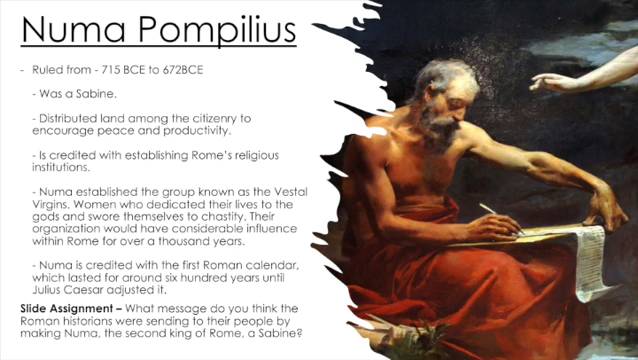 Numa Pompilius
- Ruled from - 715 BCE to 672BCE
- Was a Sabine.
- Distributed land among the citizenry to
encourage peace and productivity.
- Is credited with establishing Rome's religious
institutions.
- Numa established the group known as the Vestal
Virgins. Women who dedicated their lives to the
gods and swore themselves to chastity. Their
organization would have considerable influence
within Rome for over a thousand years.
- Numa is credited with the first Roman calendar,
which lasted for around six hundred years until
Julius Caesar adjusted it.
Slide Assignment – What message do you think the
Roman historians were sending to their people by
making Numa, the second king of Rome, a Sabine?